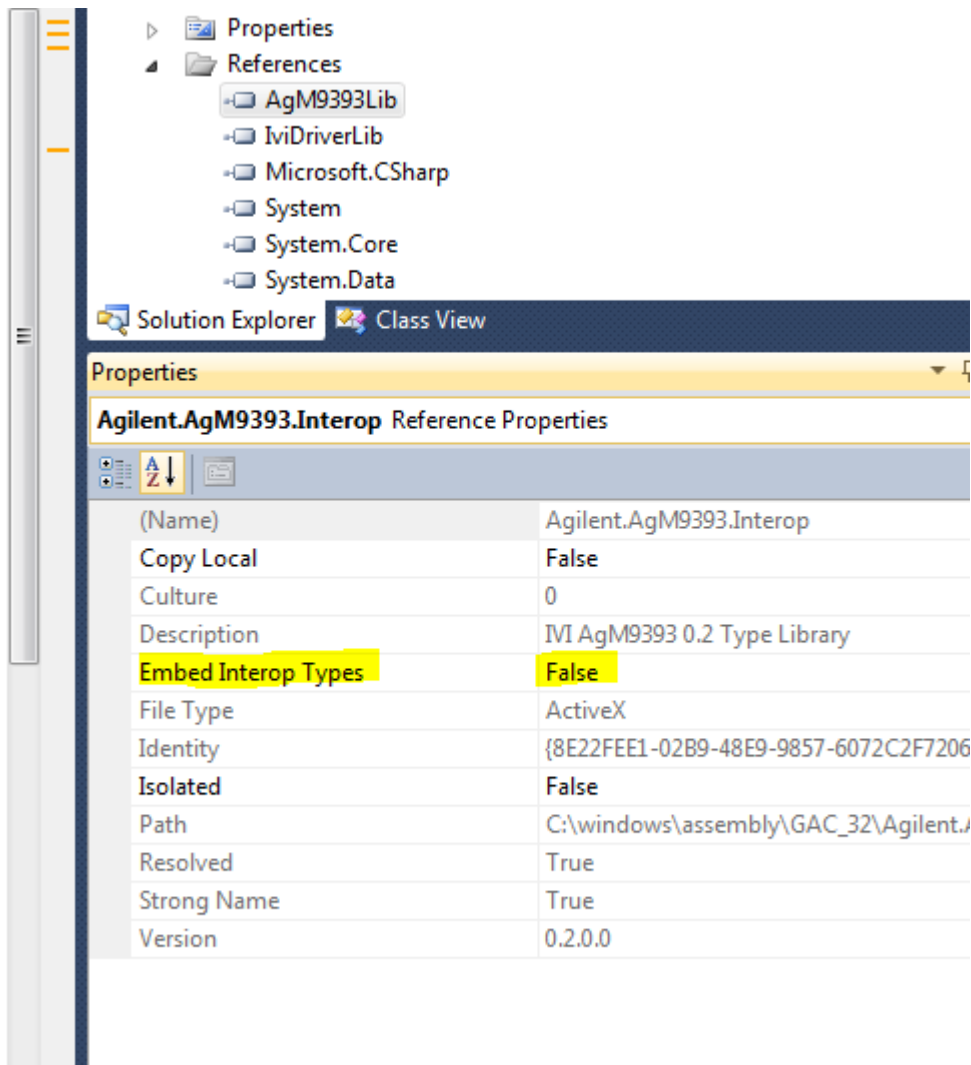 Properties
References
AgM9393Lib
IviDriverLib
Microsoft.CSharp
System
System.Core
System.Data
Solution Explorer Class View
Properties
Agilent.AgM9393.Interop Reference Properties
(Name) Agilent.AgM9393.Interop
Copy Local False
Culture 0
Description IVI AgM9393 0.2 Type Library
Embed Interop Types False
File Type ActiveX
Identity {8E22FEE1-02B9-48E9-9857-6072C2F7206
Isolated False
Path C:\windows\assembly\GAC_32\Agilent.A
Resolved True
Strong Name True
Version 0.2.0.0